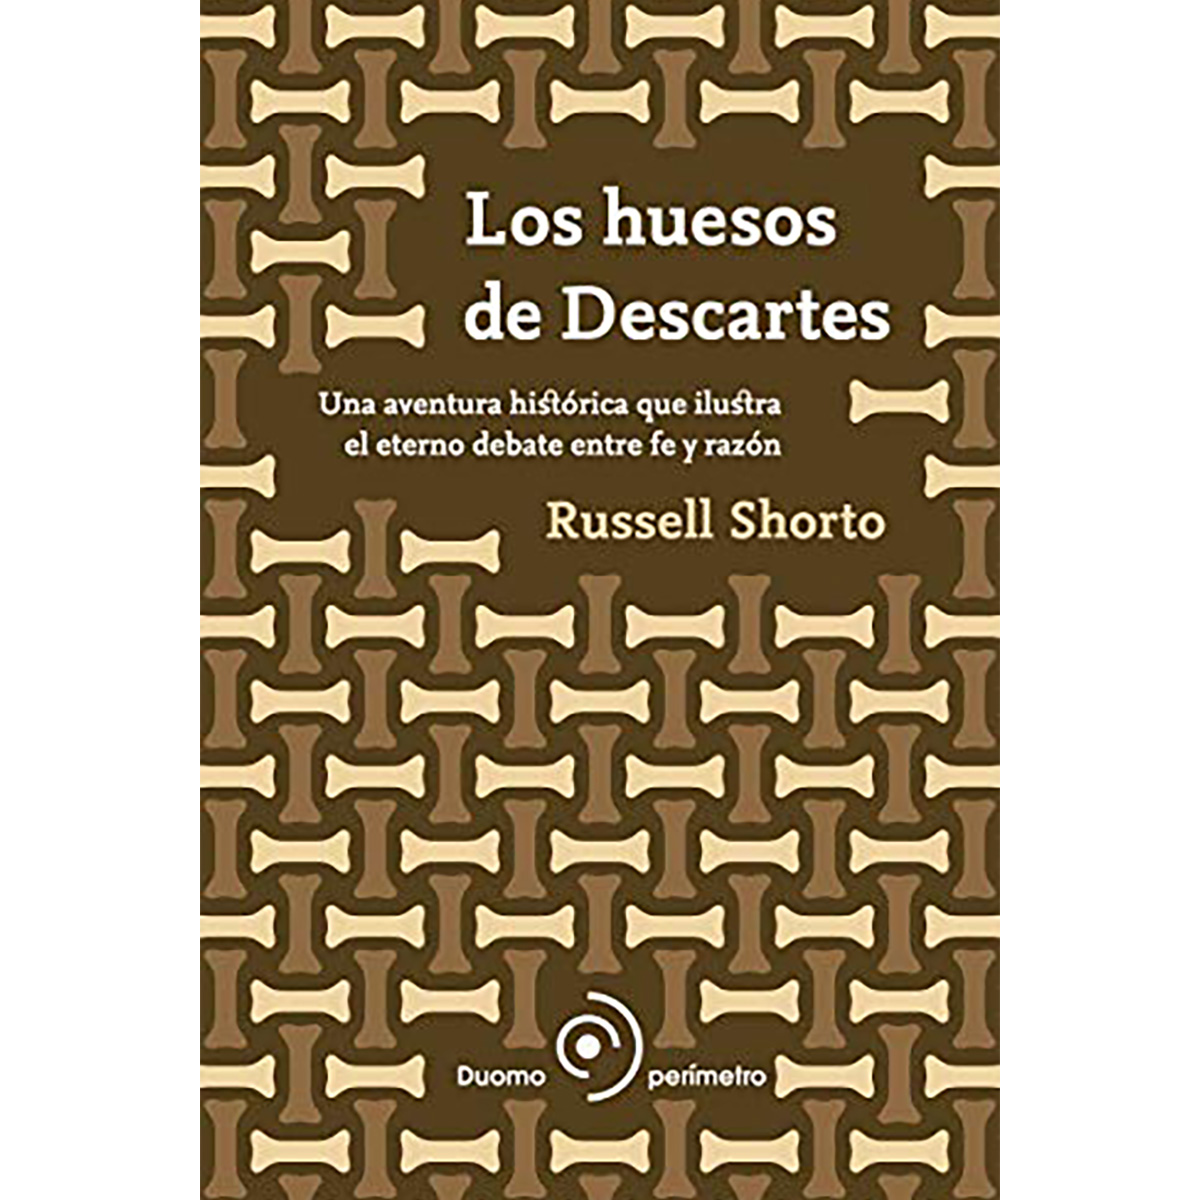 Los huesos
de Descartes
Una aventura histórica que ilustra
el eterno debate entre fe y razón
Russell Shorto
Duomo perímetro